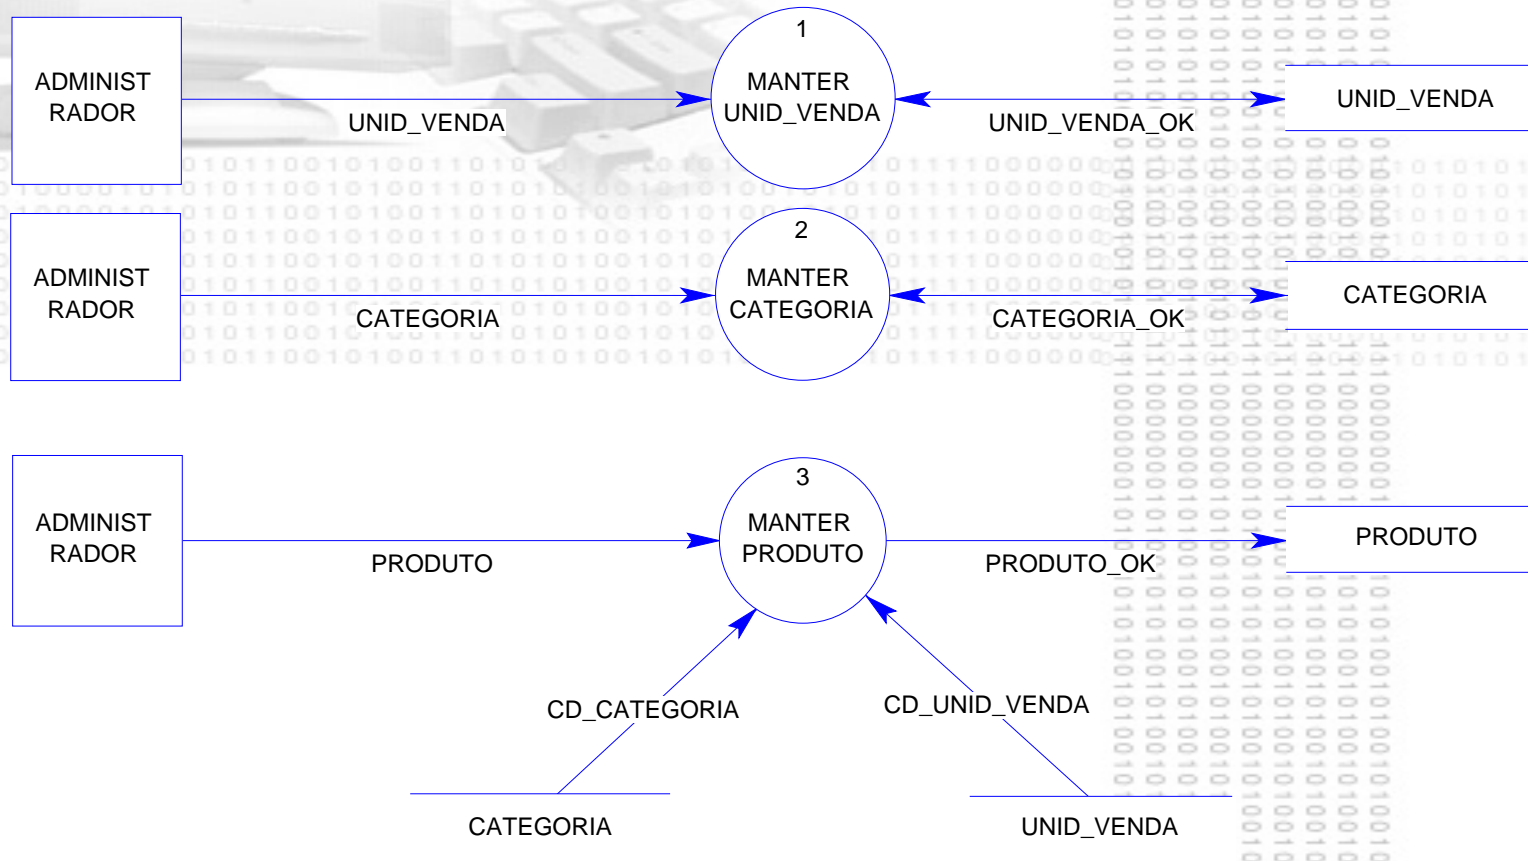 1
ADMINIST
RADOR
UNID_VENDA
MANTER
UNID_VENDA
UNID_VENDA_OK
UNID_VENDA
2
ADMINIST
RADOR
CATEGORIA
MANTER
CATEGORIA
CATEGORIA_OK
CATEGORIA
3
ADMINIST
RADOR
PRODUTO
MANTER
PRODUTO
PRODUTO_OK
PRODUTO
CD_CATEGORIA
CD_UNID_VENDA
CATEGORIA
UNID_VENDA